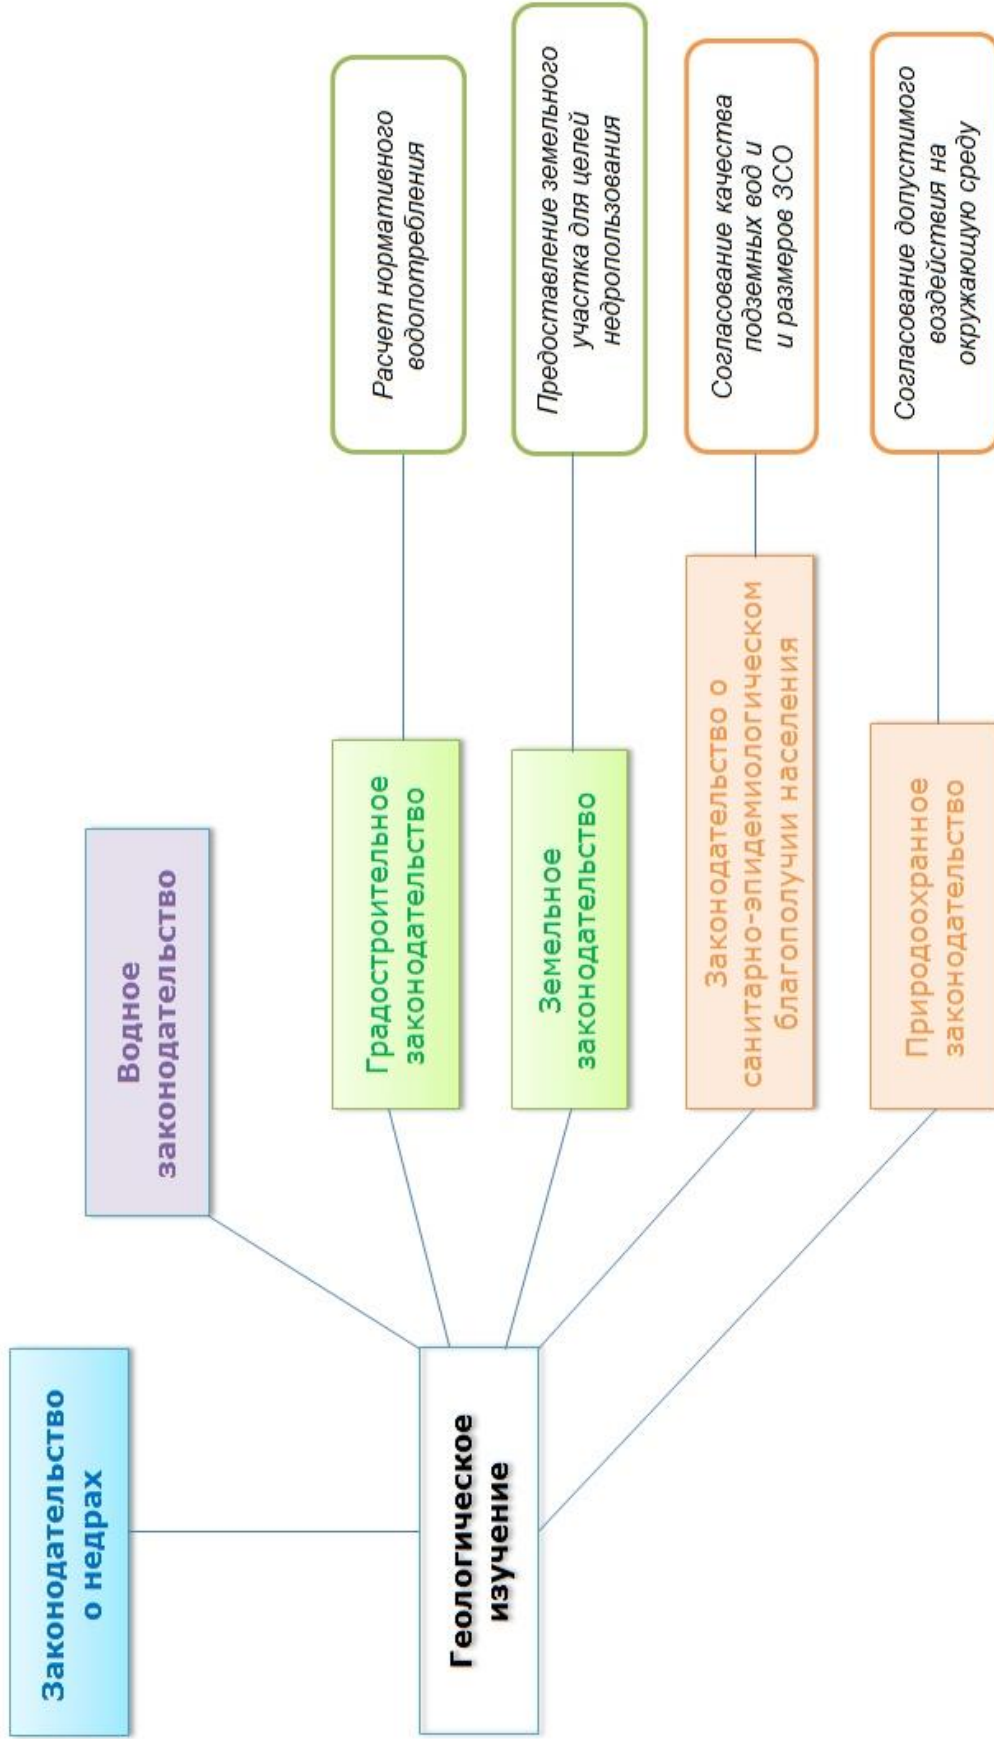 Законодательство
о недрах
Водное
законодательство
Геологическое
изучение
Градостроительное
законодательство
Расчет нормативного
водопотребления
Земельное
законодательство
Предоставление земельного
участка для целей
недропользования
Законодательство о
санитарно-эпидемиологическом
благополучии населения
Согласование качества
подземных вод и
и размеров ЗСО
Природоохранное
законодательство
Согласование допустимого
воздействия на
окружающую среду